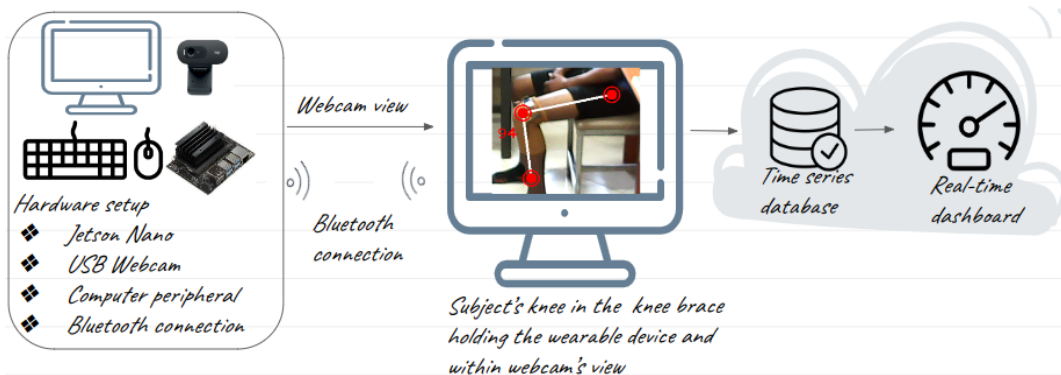 Hardware setup
❖ Jetson Nano
❖ USB Webcam
❖ Computer peripheral
❖ Bluetooth connection
Webcam view
Bluetooth
connection
94
Subject's knee in the knee brace
holding the wearable device and
within webcam's view
Time series
database
Real-time
dashboard